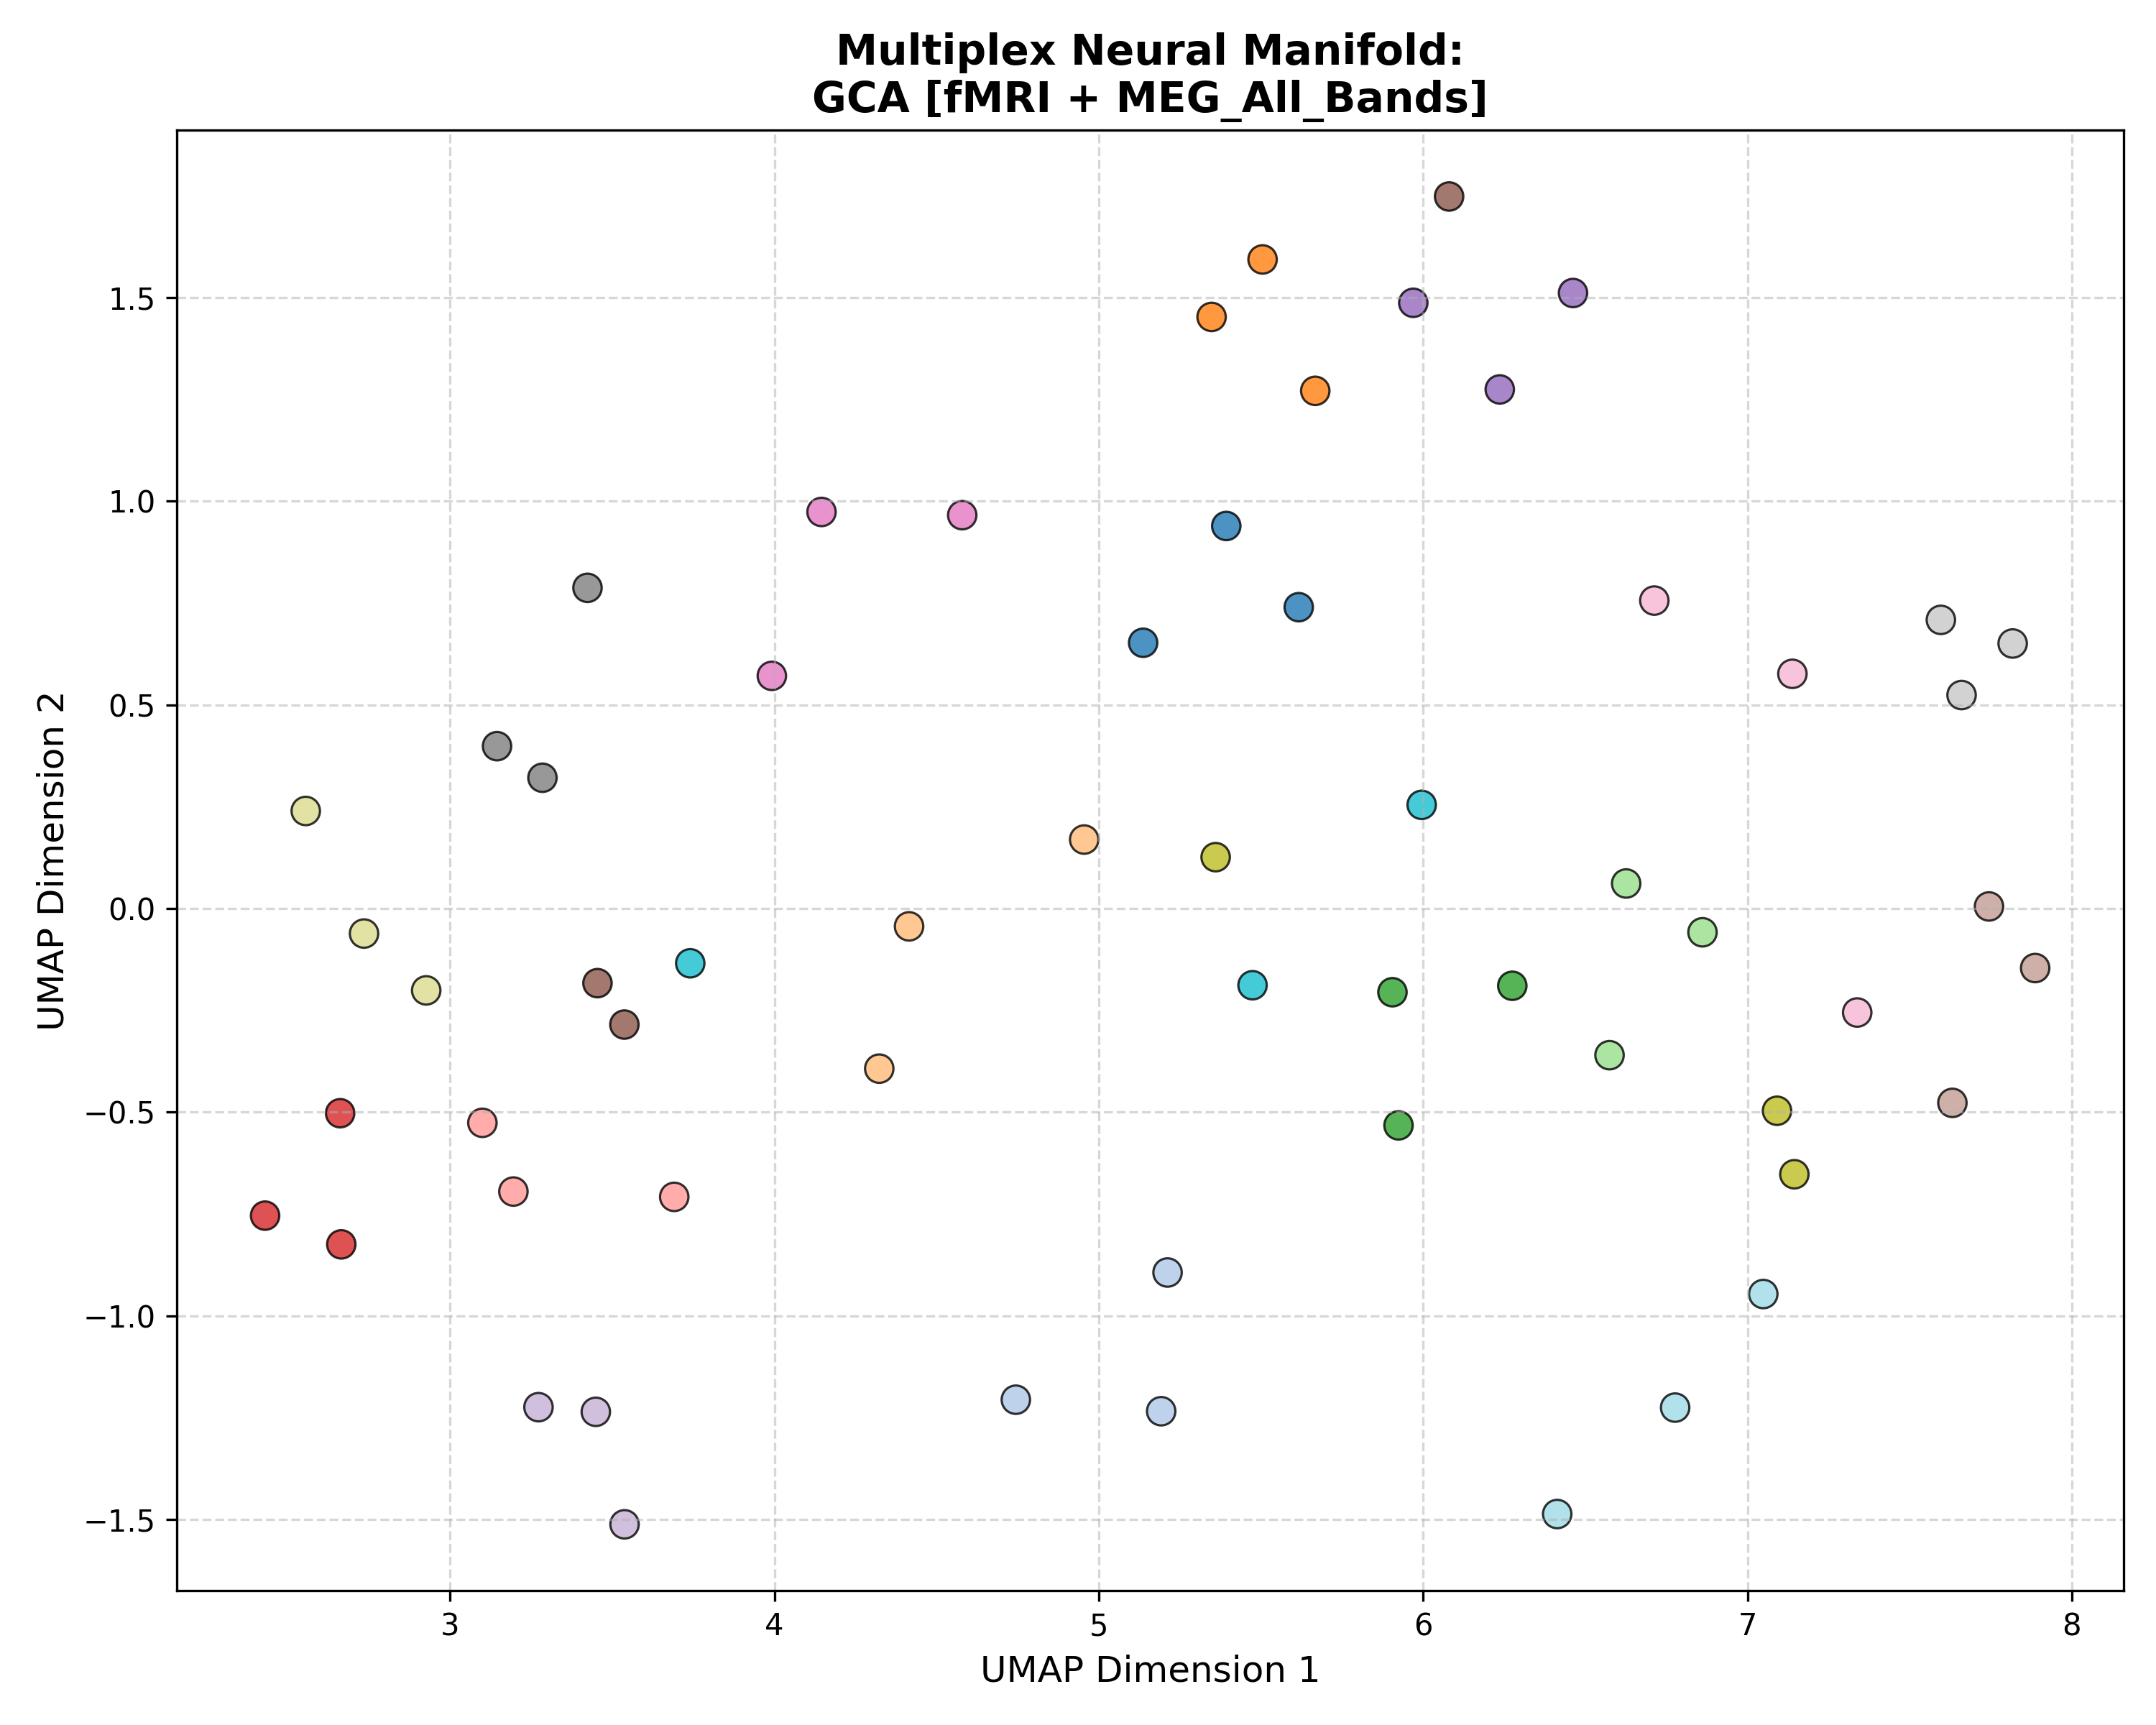 Multiplex Neural Manifold:
GCA [fMRI + MEG_All_Bands]
UMAP Dimension 2
1.5
1.0
0.5
0.0
−0.5
−1.0
−1.5
3 4 5 6 7 8
UMAP Dimension 1